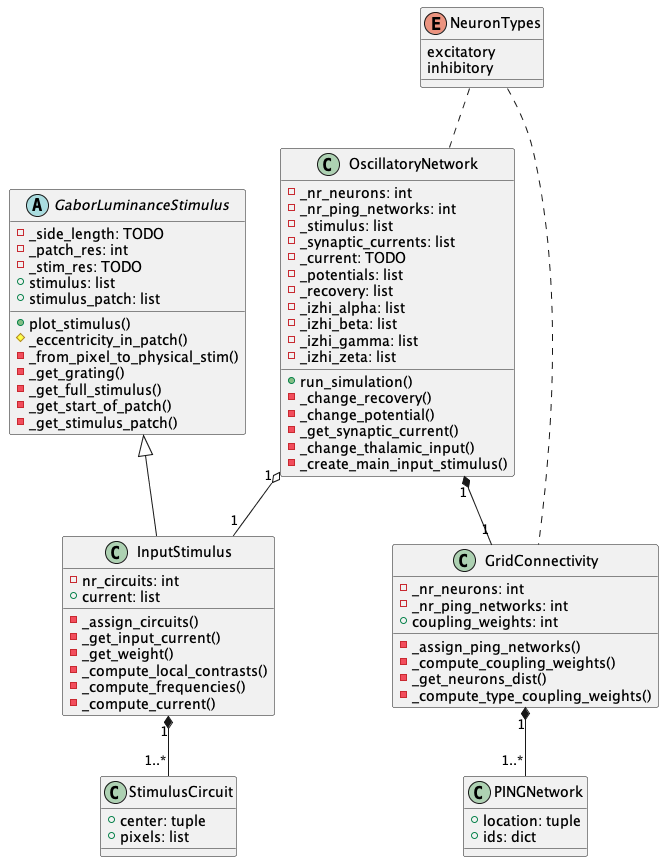 E NeuronTypes
excitatory
inhibitory
C OscillatoryNetwork
_nr_neurons: int
_nr_ping_networks: int
_stimulus: list
_synaptic_currents: list
_current: TODO
_potentials: list
_recovery: list
_izhi_alpha: list
_izhi_beta: list
_izhi_gamma: list
_izhi_zeta: list
run_simulation()
_change_recovery()
_change_potential()
_get_synaptic_current()
_change_thalamic_input()
_create_main_input_stimulus()
A GaborLuminanceStimulus
_side_length: TODO
_patch_res: int
_stim_res: TODO
stimulus: list
stimulus_patch: list
plot_stimulus()
_eccentricity_in_patch()
_from_pixel_to_physical_stim()
_get_grating()
_get_full_stimulus()
_get_start_of_patch()
_get_stimulus_patch()
1
1
1
1
C InputStimulus
nr_circuits: int
current: list
_assign_circuits()
_get_input_current()
_get_weight()
_compute_local_contrasts()
_compute_frequencies()
_compute_current()
C GridConnectivity
_nr_neurons: int
_nr_ping_networks: int
coupling_weights: int
_assign_ping_networks()
_compute_coupling_weights()
_get_neurons_dist()
_compute_type_coupling_weights()
1
1..*
1
1..*
C StimulusCircuit
center: tuple
pixels: list
C PINGNetwork
location: tuple
ids: dict